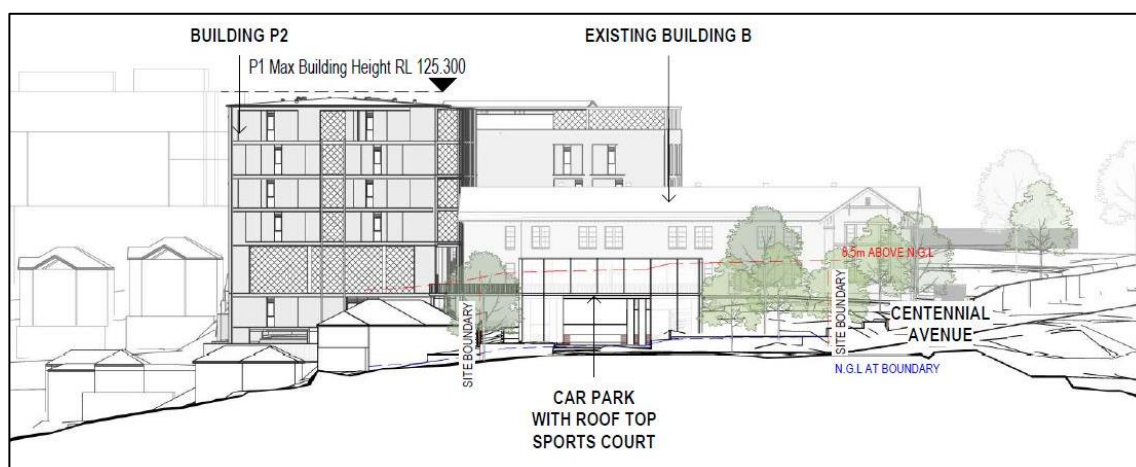 BUILDING P2
EXISTING BUILDING B
P1 Max Building Height RL 125.300
8.5m ABOVE N.G.L
SITE BOUNDARY
SITE BOUNDARY
CENTENNIAL
AVENUE
N.G.L AT BOUNDARY
CAR PARK
WITH ROOF TOP
SPORTS COURT